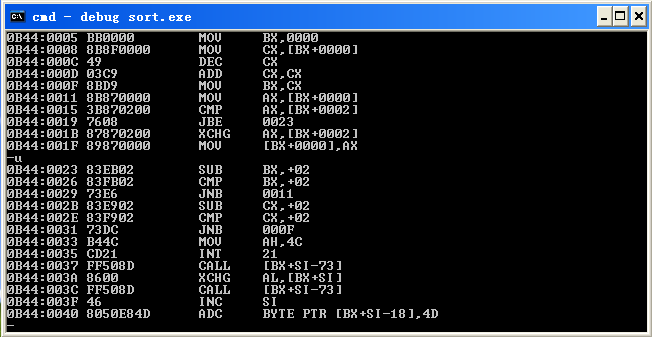 cmd - debug sort.exe
0B44:0005 BB0000 MOV BX,0000
0B44:0008 8B8F0000 MOV CX,[BX+0000]
0B44:000C 49 DEC CX
0B44:000D 03C9 ADD CX,CX
0B44:000F 8BD9 MOV BX,CX
0B44:0011 8B870000 MOV AX,[BX+0000]
0B44:0015 3B870200 CMP AX,[BX+0002]
0B44:0019 7608 JBE 0023
0B44:001B 87870200 XCHG AX,[BX+0002]
0B44:001F 89870000 MOV [BX+0000],AX
-u
0B44:0023 83EB02 SUB BX,+02
0B44:0026 83FB02 CMP BX,+02
0B44:0029 73E6 JNB 0011
0B44:002B 83E902 SUB CX,+02
0B44:002E 83F902 CMP CX,+02
0B44:0031 73DC JNB 000F
0B44:0033 B44C MOV AH,4C
0B44:0035 CD21 INT 21
0B44:0037 FF508D CALL [BX+SI-73]
0B44:003A 8600 XCHG AL,[BX+SI]
0B44:003C FF508D CALL [BX+SI-73]
0B44:003F 46 INC SI
0B44:0040 8050E84D ADC BYTE PTR [BX+SI-18],4D
-